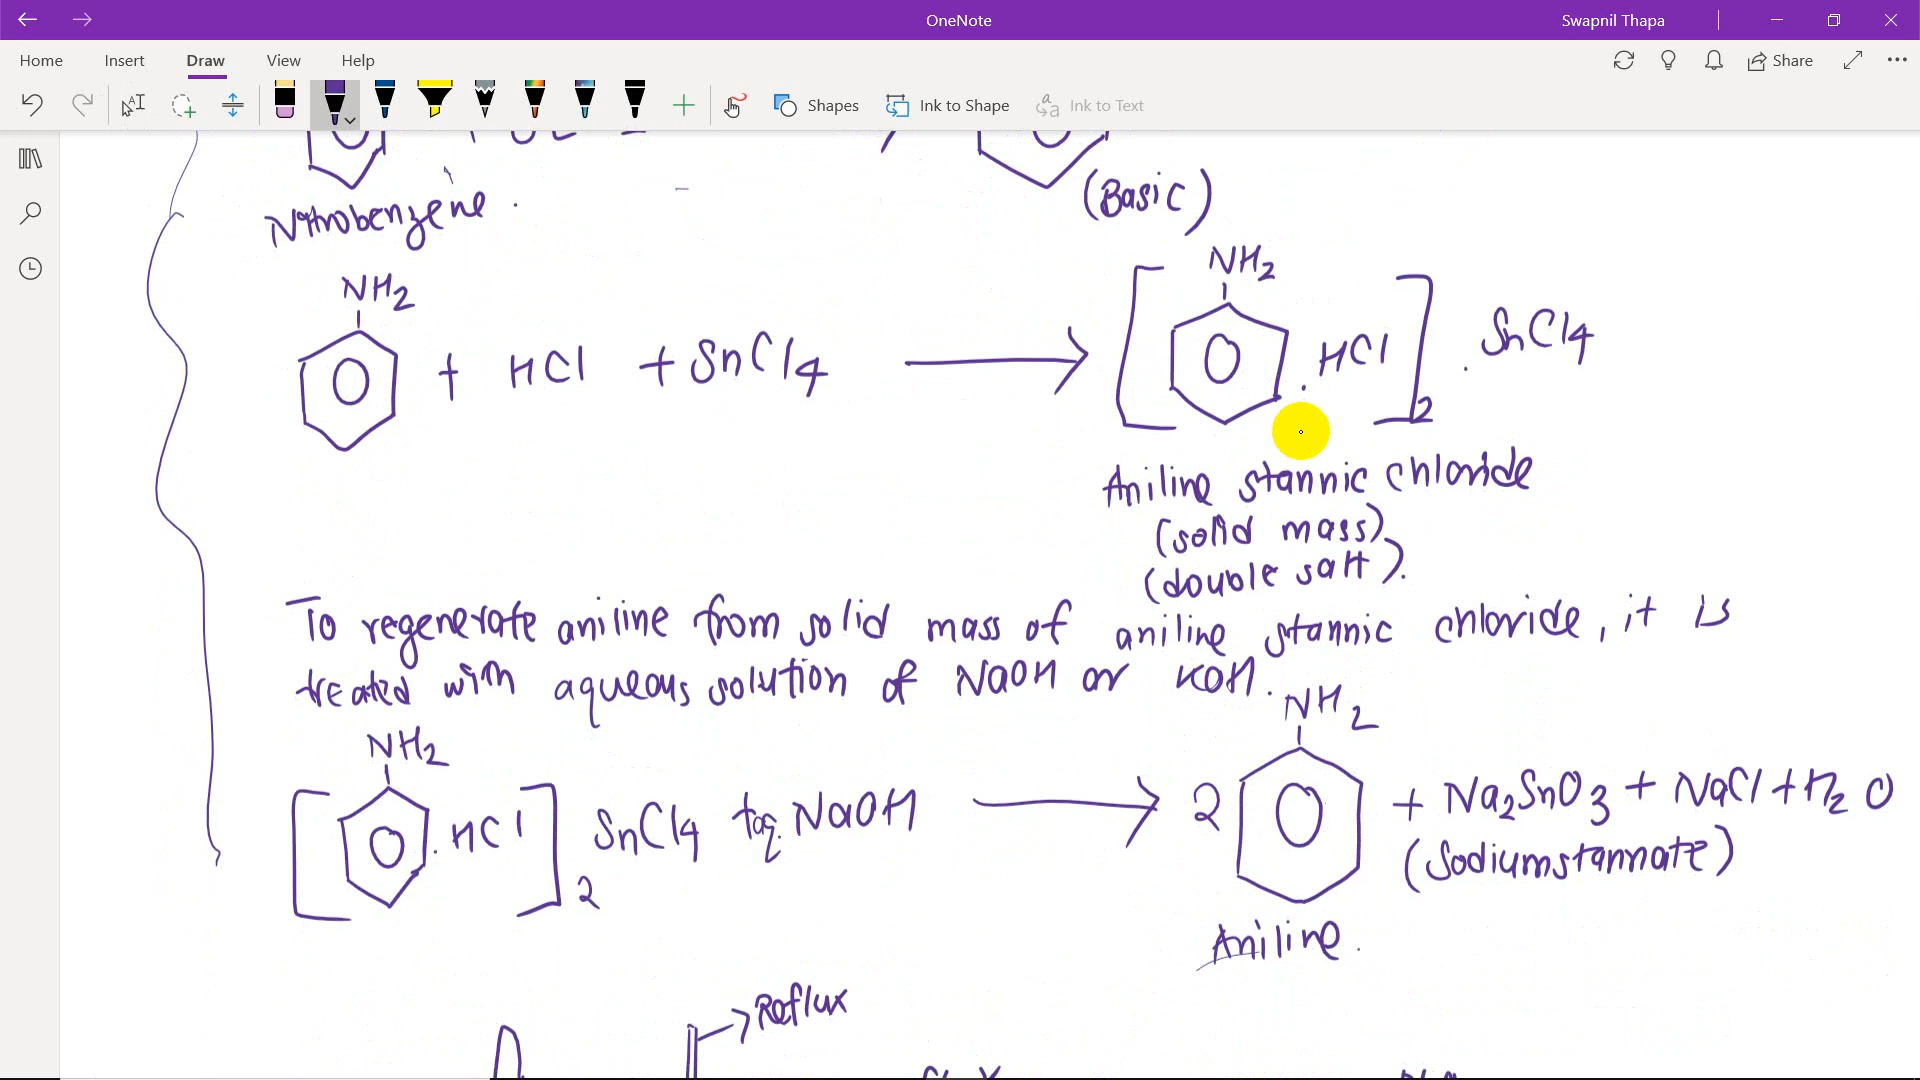 OneNote
Swapnil Thapa
Home Insert Draw View Help
Share
Shapes Ink to Shape Ink to Text
Nitrobenzene.
(Basic)
NH2 + HCl + SnCl4 → [ NH2 . HCl ]2 . SnCl4
Aniline stannic chloride
(solid mass)
(double salt).
To regenerate aniline from solid mass of aniline stannic chloride, it is
treated with aqueous solution of NaOH or KOH.
[ NH2 . HCl ]2 SnCl4 + aq. NaOH → 2 NH2 + Na2SnO3 + NaCl + H2O
(Sodiumstannate)
Aniline.
→ Reflux